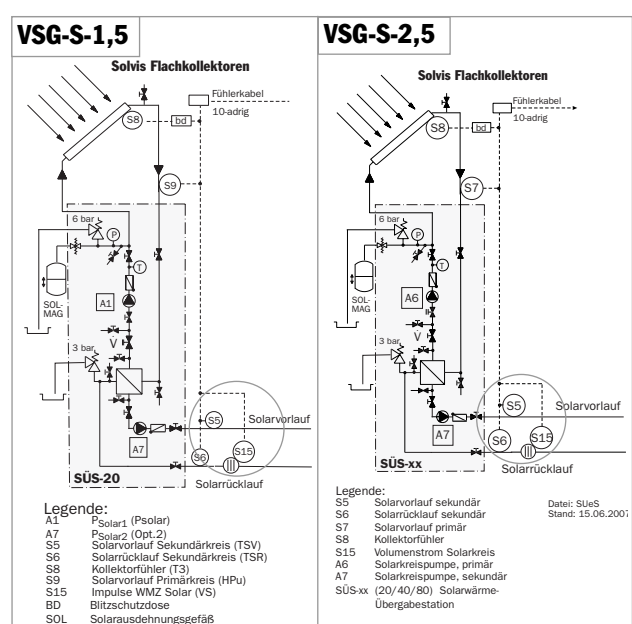 VSG-S-1,5
Solvis Flachkollektoren
Fühlerkabel
10-adrig
S8
bd
S9
6 bar
P
T
SOL-
MAG
A1
V̇
3 bar
S5
Solarvorlauf
A7
S6
S15
SÜS-20
Solarrücklauf
Legende:
A1 PSolar1 (Psolar)
A7 PSolar2 (Opt.2)
S5 Solarvorlauf Sekundärkreis (TSV)
S6 Solarrücklauf Sekundärkreis (TSR)
S8 Kollektorfühler (T3)
S9 Solarvorlauf Primärkreis (HPu)
S15 Impulse WMZ Solar (VS)
BD Blitzschutzdose
SOL Solarausdehnungsgefäß
VSG-S-2,5
Solvis Flachkollektoren
Fühlerkabel
10-adrig
S8
bd
S7
6 bar
P
T
SOL-
MAG
A6
V̇
3 bar
S5
Solarvorlauf
A7
S6
S15
SÜS-xx
Solarrücklauf
Legende:
S5 Solarvorlauf sekundär
S6 Solarrücklauf sekundär
S7 Solarvorlauf primär
S8 Kollektorfühler
S15 Volumenstrom Solarkreis
A6 Solarkreispumpe, primär
A7 Solarkreispumpe, sekundär
SÜS-xx (20/40/80) Solarwärme-
Übergabestation
Datei: SUeS
Stand: 15.06.2007